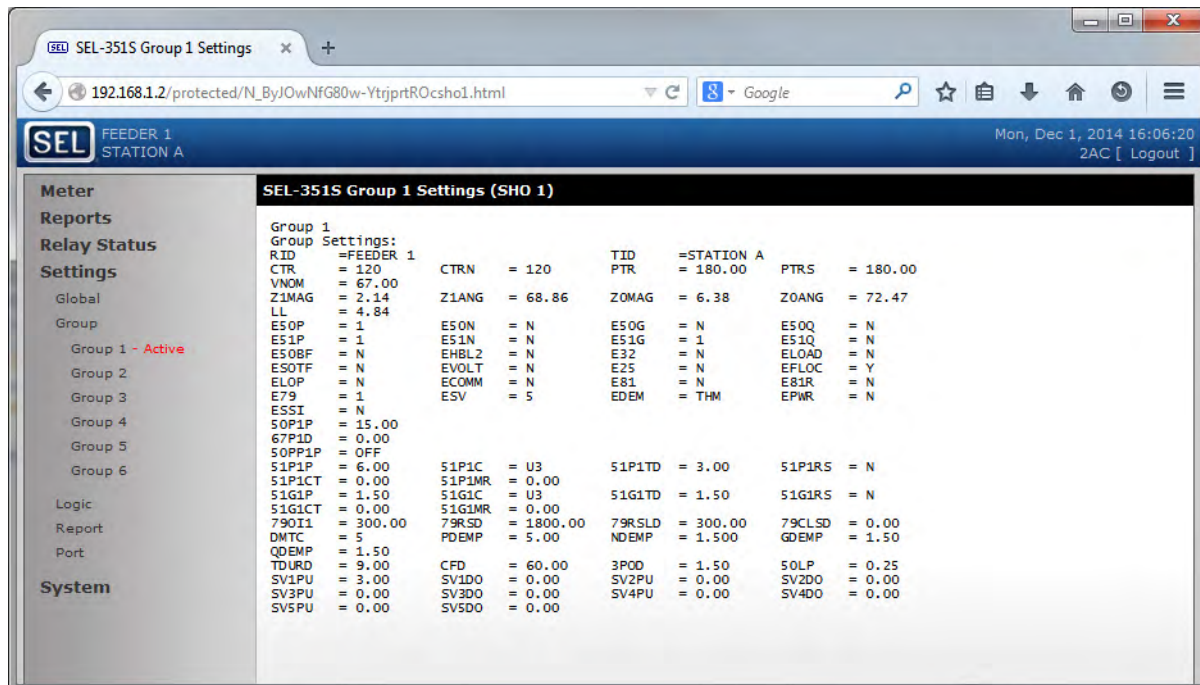 SEL SEL-351S Group 1 Settings × +
192.168.1.2/protected/N_ByJOwNfG80w-YtrjprtROcsho1.html
8 Google
SEL FEEDER 1
STATION A
Mon, Dec 1, 2014 16:06:20
2AC [ Logout ]
Meter
Reports
Relay Status
Settings
Global
Group
Group 1 - Active
Group 2
Group 3
Group 4
Group 5
Group 6
Logic
Report
Port
System
SEL-351S Group 1 Settings (SHO 1)
Group 1
Group Settings:
RID =FEEDER 1 TID =STATION A
CTR = 120 CTRN = 120 PTR = 180.00 PTRS = 180.00
VNOM = 67.00
Z1MAG = 2.14 Z1ANG = 68.86 Z0MAG = 6.38 Z0ANG = 72.47
LL = 4.84
E50P = 1 E50N = N E50G = N E50Q = N
E51P = 1 E51N = N E51G = 1 E51Q = N
E50BF = N EHBL2 = N E32 = N ELOAD = N
ESOTF = N EVOLT = N E25 = N EFLOC = Y
ELOP = N ECOMM = N E81 = N E81R = N
E79 = 1 ESV = 5 EDEM = THM EPWR = N
ESSI = N
50P1P = 15.00
67P1D = 0.00
50PP1P = OFF
51P1P = 6.00 51P1C = U3 51P1TD = 3.00 51P1RS = N
51P1CT = 0.00 51P1MR = 0.00
51G1P = 1.50 51G1C = U3 51G1TD = 1.50 51G1RS = N
51G1CT = 0.00 51G1MR = 0.00
79OI1 = 300.00 79RSD = 1800.00 79RSLD = 300.00 79CLSD = 0.00
DMTC = 5 PDEMP = 5.00 NDEMP = 1.500 GDEMP = 1.50
QDEMP = 1.50
TDURD = 9.00 CFD = 60.00 3POD = 1.50 50LP = 0.25
SV1PU = 3.00 SV1DO = 0.00 SV2PU = 0.00 SV2DO = 0.00
SV3PU = 0.00 SV3DO = 0.00 SV4PU = 0.00 SV4DO = 0.00
SV5PU = 0.00 SV5DO = 0.00